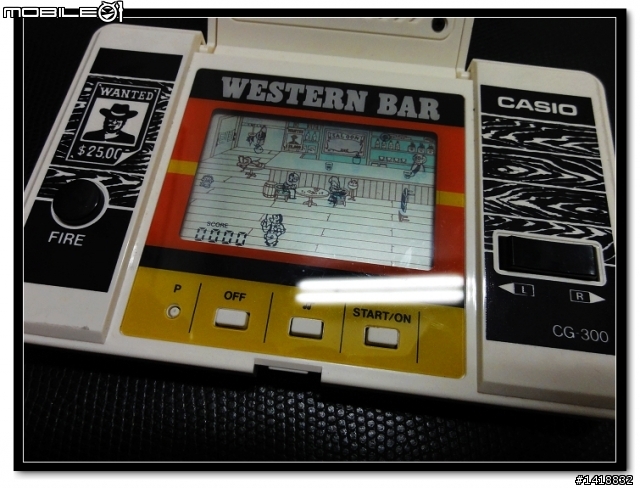 MOBILE01
WESTERN BAR
WANTED
$25.00
CASIO
FIRE
SCORE
0000
L
R
P
OFF
START/ON
CG-300
#1418832